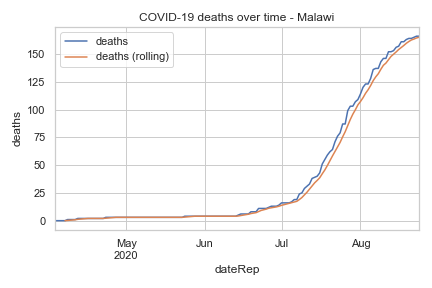 COVID-19 deaths over time - Malawi
deaths
deaths (rolling)
150
125
100
75
50
25
0
deaths
May
2020
Jun
Jul
Aug
dateRep